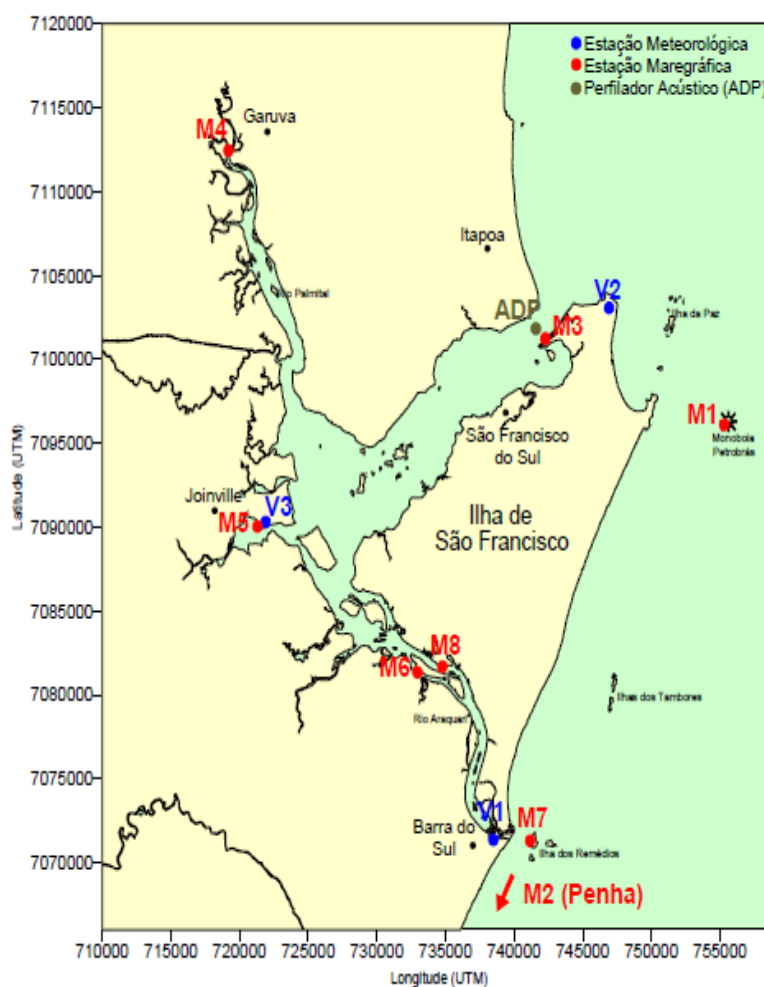 7120000
Estação Meteorológica
Estação Maregráfica
Perfilador Acústico (ADP)
7115000
Garuva
M4
7110000
Itapoa
7105000
Rio Palmital
V2
Ilha da Paz
ADP
M3
7100000
M1
São Francisco
do Sul
Monoboia
Petrobrás
7095000
Joinville
V3
M5
Ilha de
São Francisco
7090000
7085000
M8
M6
7080000
Ilhas dos Tambores
Rio Araquari
7075000
V1
Barra do
Sul
M7
Ilha dos Remédios
7070000
M2 (Penha)
Latitude (UTM)
710000 715000 720000 725000 730000 735000 740000 745000 750000 755000
Longitude (UTM)